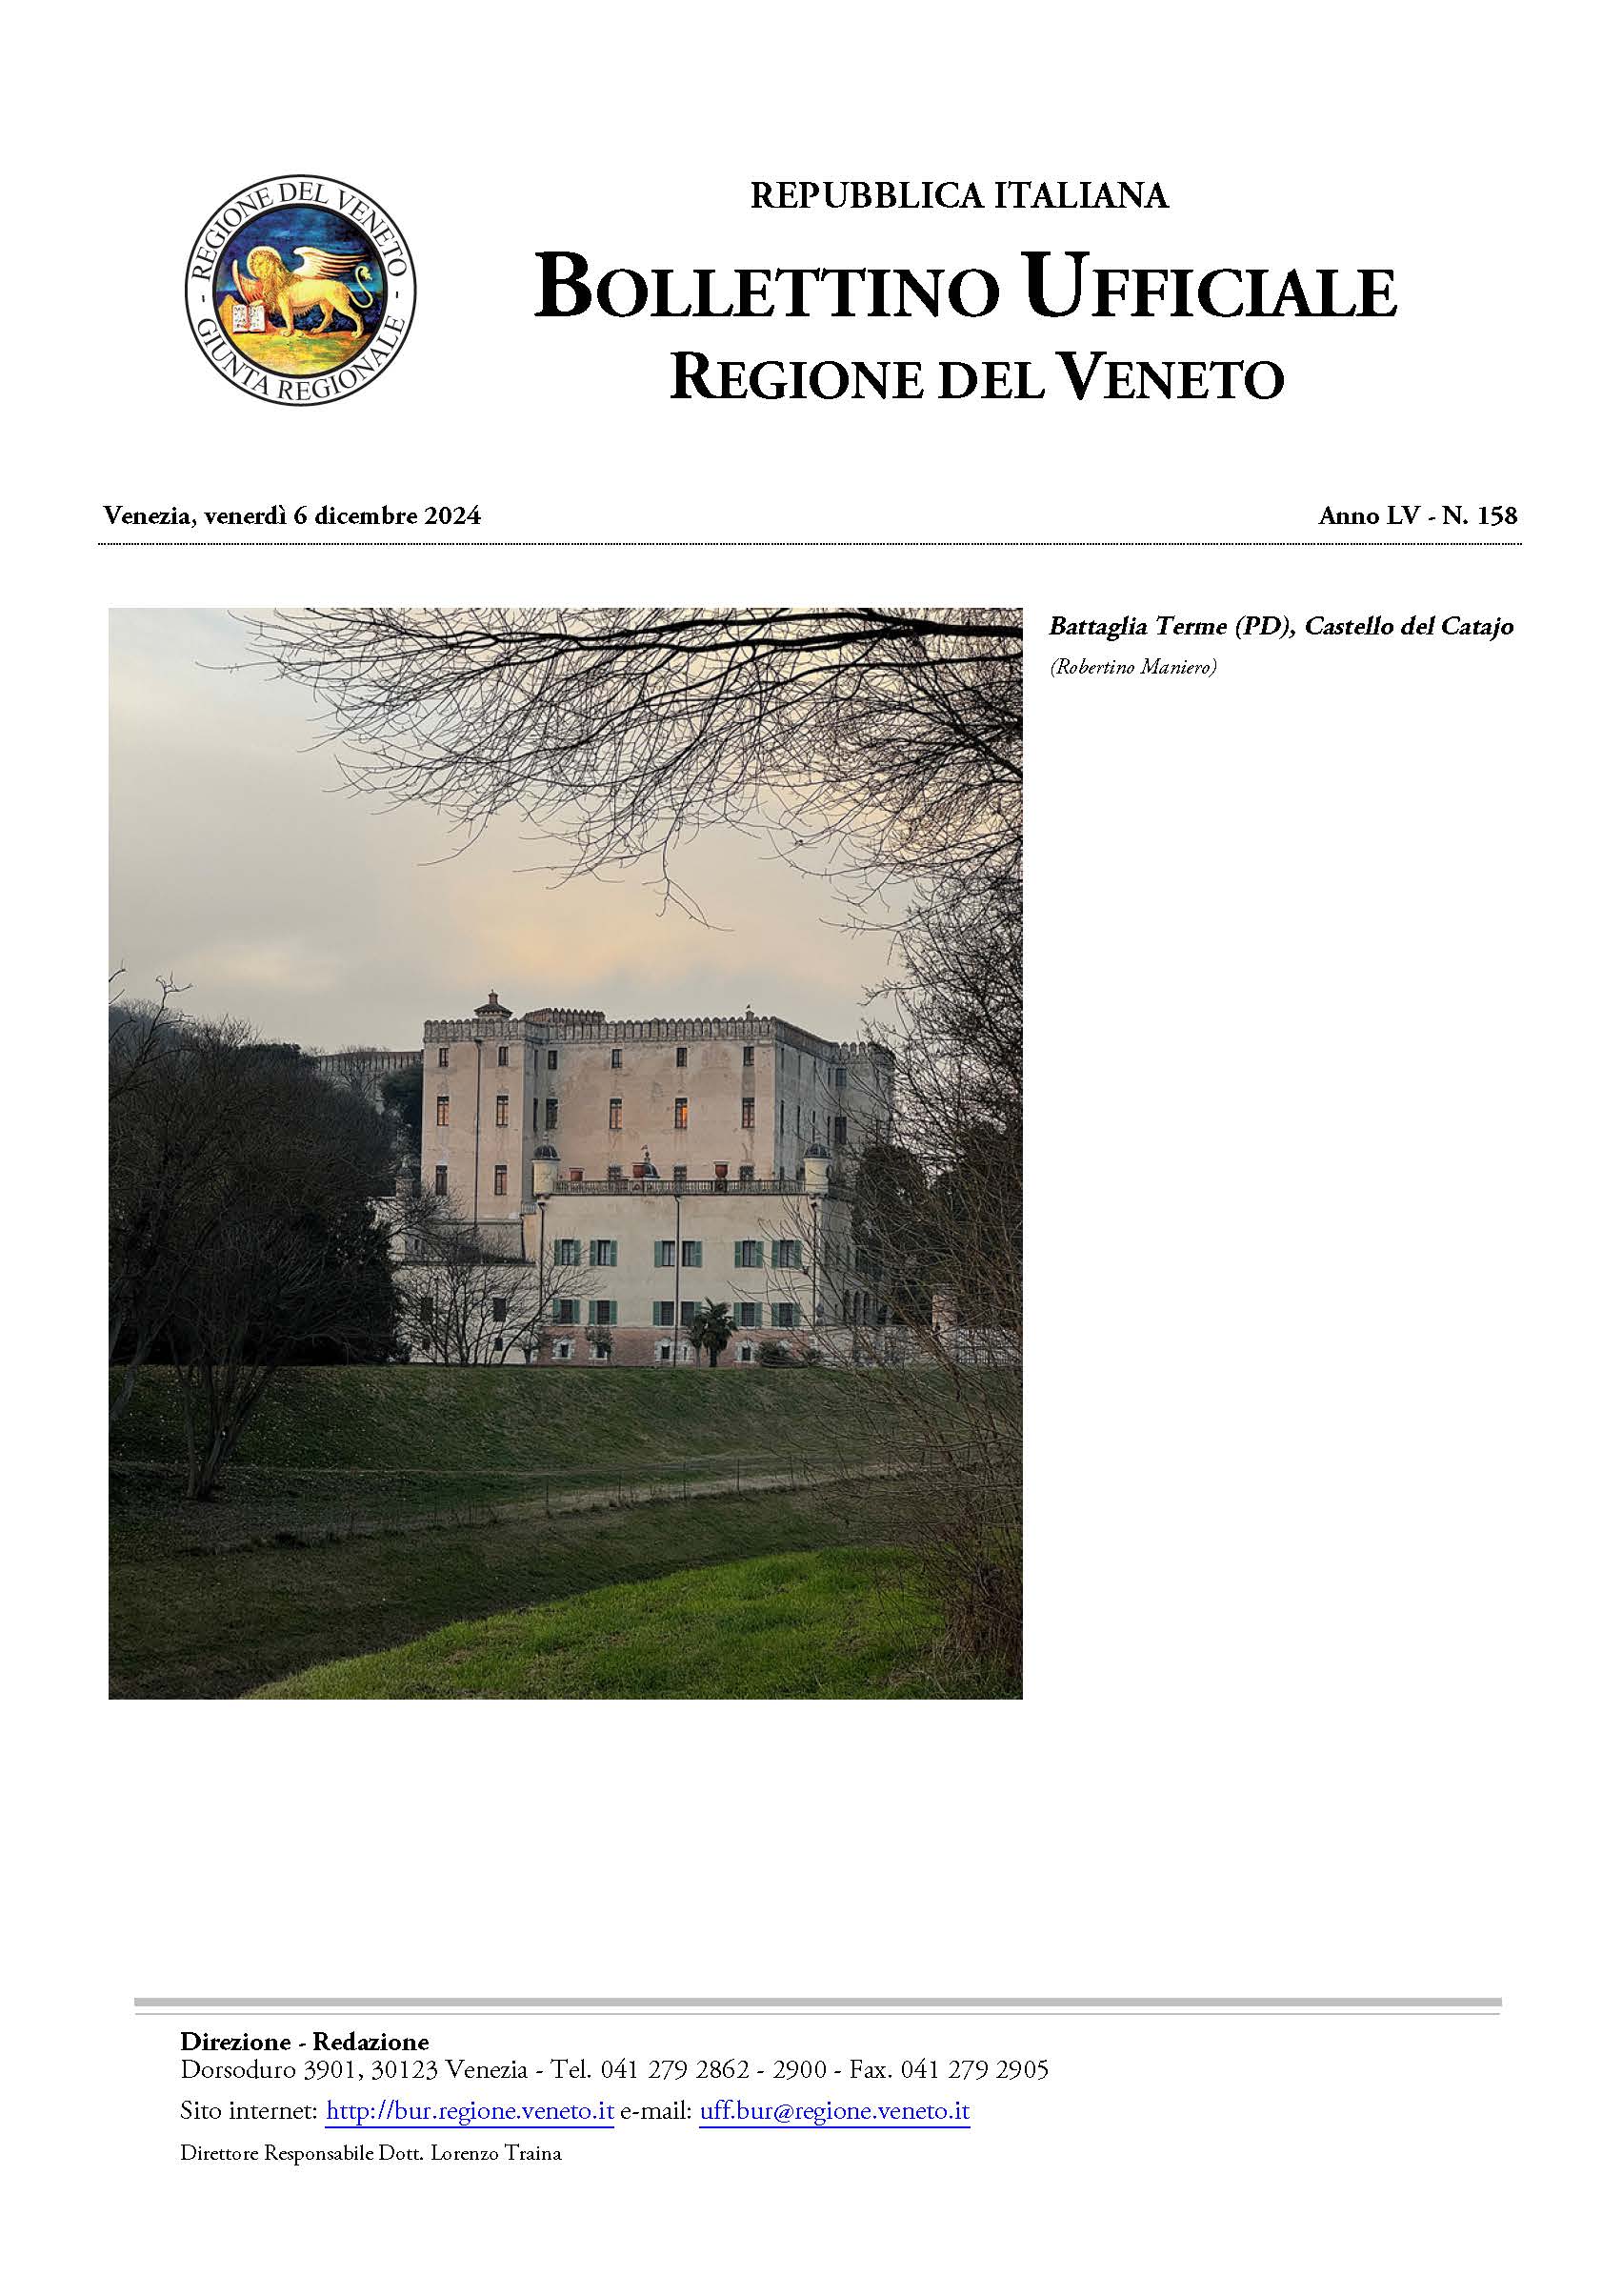 REGIONE DEL VENETO
- GIUNTA REGIONALE -
REPUBBLICA ITALIANA
BOLLETTINO UFFICIALE
REGIONE DEL VENETO
Venezia, venerdì 6 dicembre 2024
Anno LV - N. 158
Battaglia Terme (PD), Castello del Catajo
(Robertino Maniero)
Direzione - Redazione
Dorsoduro 3901, 30123 Venezia - Tel. 041 279 2862 - 2900 - Fax. 041 279 2905
Sito internet: http://bur.regione.veneto.it e-mail: uff.bur@regione.veneto.it
Direttore Responsabile Dott. Lorenzo Traina